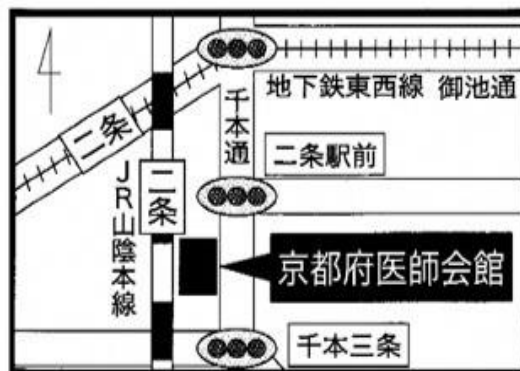 地下鉄東西線 御池通
千本通
二条
二条駅前
二条
JR山陰本線
京都府医師会館
千本三条